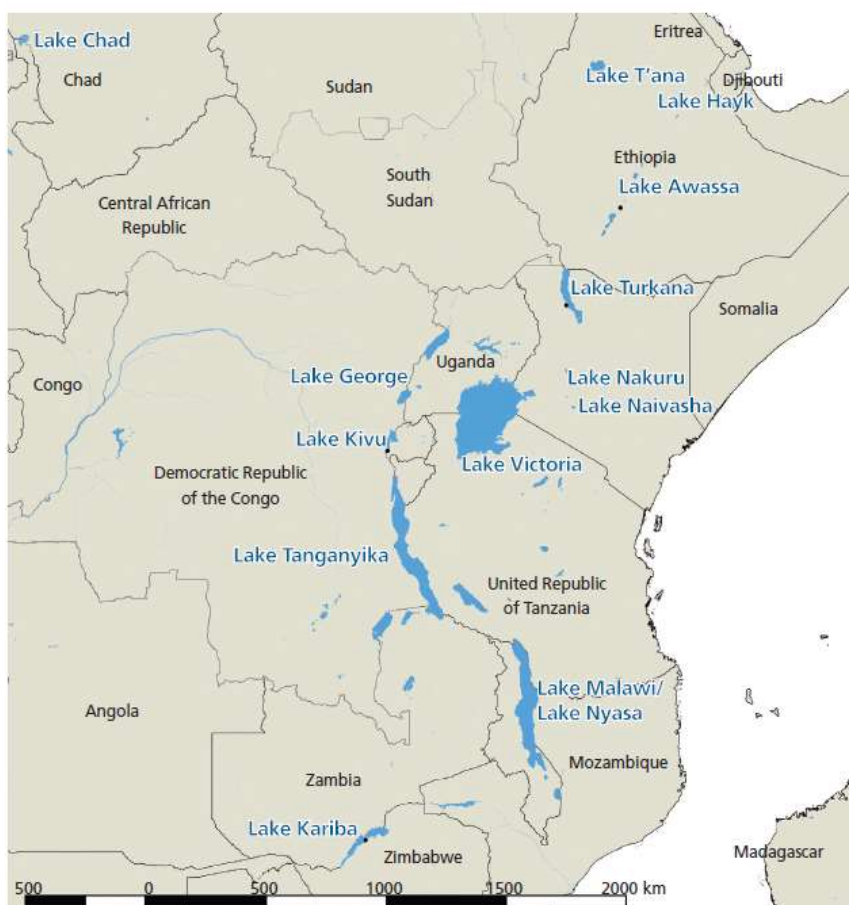 Lake Chad
Chad
Sudan
Eritrea
Lake T'ana
Djibouti
Lake Hayk
Ethiopia
Lake Awassa
South
Sudan
Central African
Republic
Lake Turkana
Somalia
Uganda
Lake George
Lake Nakuru
Lake Naivasha
Congo
Lake Kivu
Lake Victoria
Democratic Republic
of the Congo
Lake Tanganyika
United Republic
of Tanzania
Lake Malawi/
Lake Nyasa
Angola
Mozambique
Zambia
Lake Kariba
Zimbabwe
Madagascar
500 0 500 1000 1500 2000 km